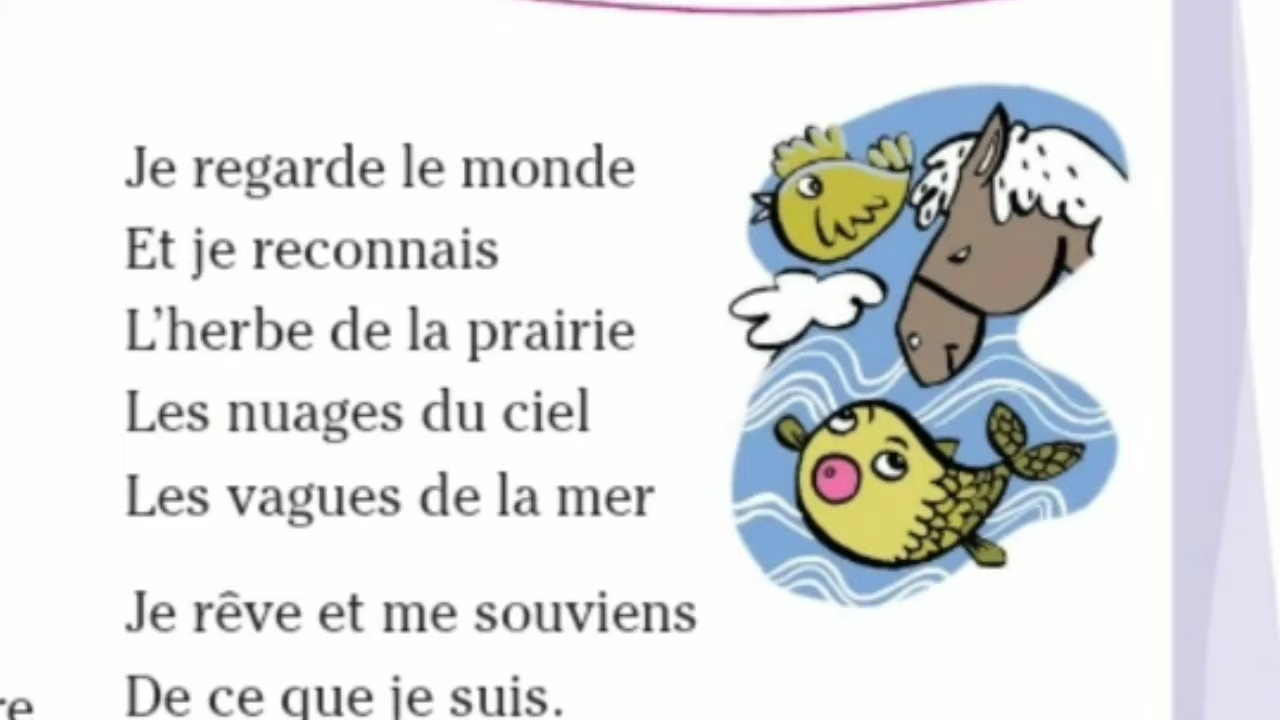 Je regarde le monde
Et je reconnais
L'herbe de la prairie
Les nuages du ciel
Les vagues de la mer
Je rêve et me souviens
De ce que je suis.